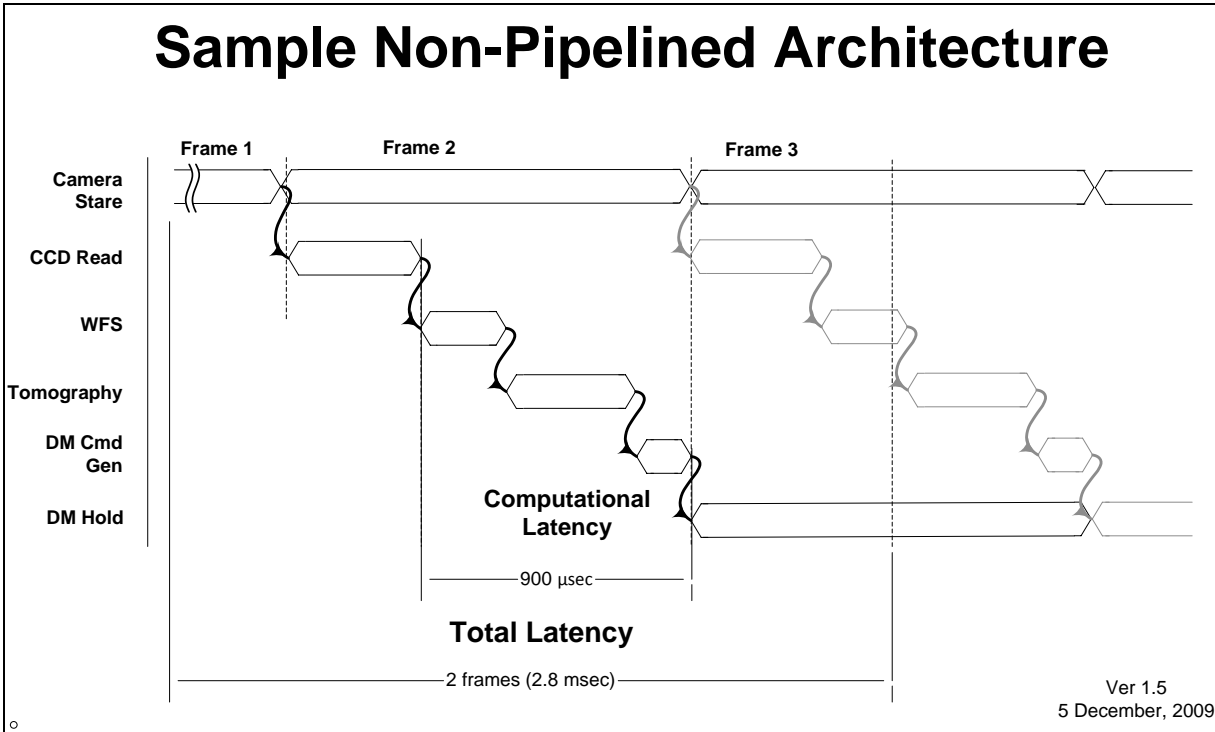 Sample Non-Pipelined Architecture
Frame 1
Frame 2
Frame 3
Camera
Stare
CCD Read
WFS
Tomography
DM Cmd
Gen
DM Hold
Computational
Latency
900 µsec
Total Latency
2 frames (2.8 msec)
Ver 1.5
5 December, 2009